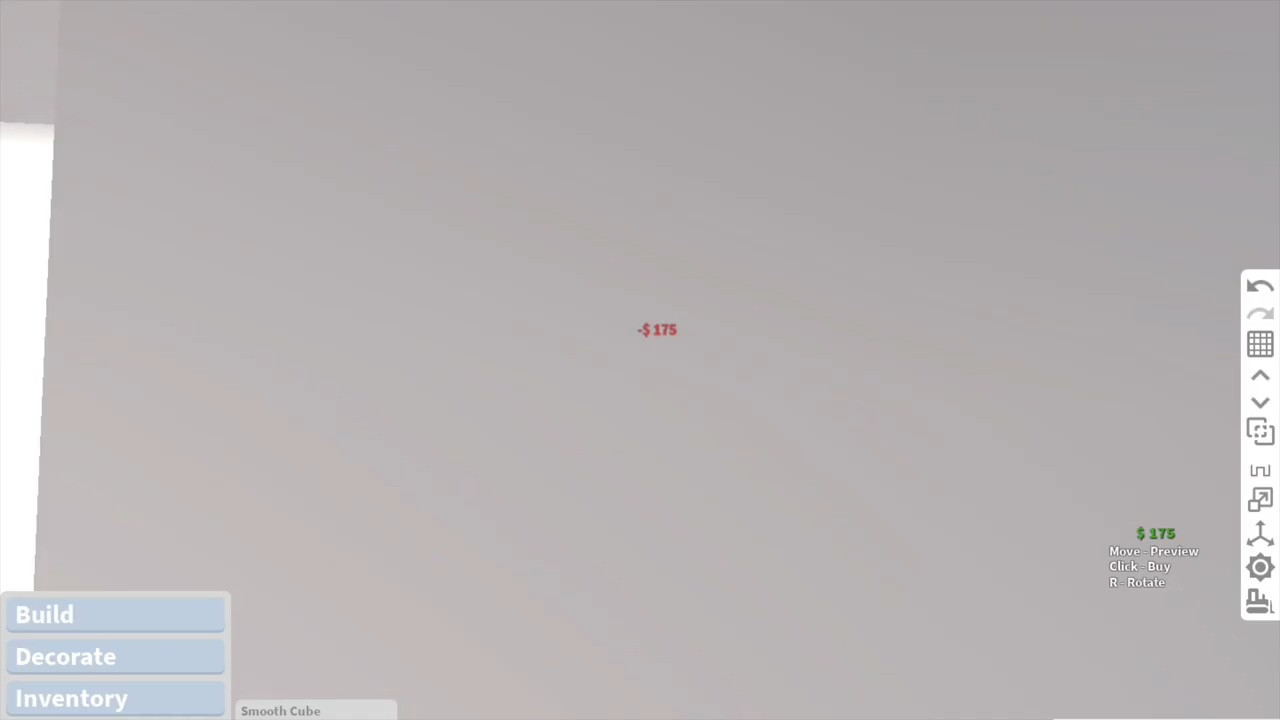 -$ 175
$ 175
Move - Preview
Click - Buy
R - Rotate
Build
Decorate
Inventory
Smooth Cube